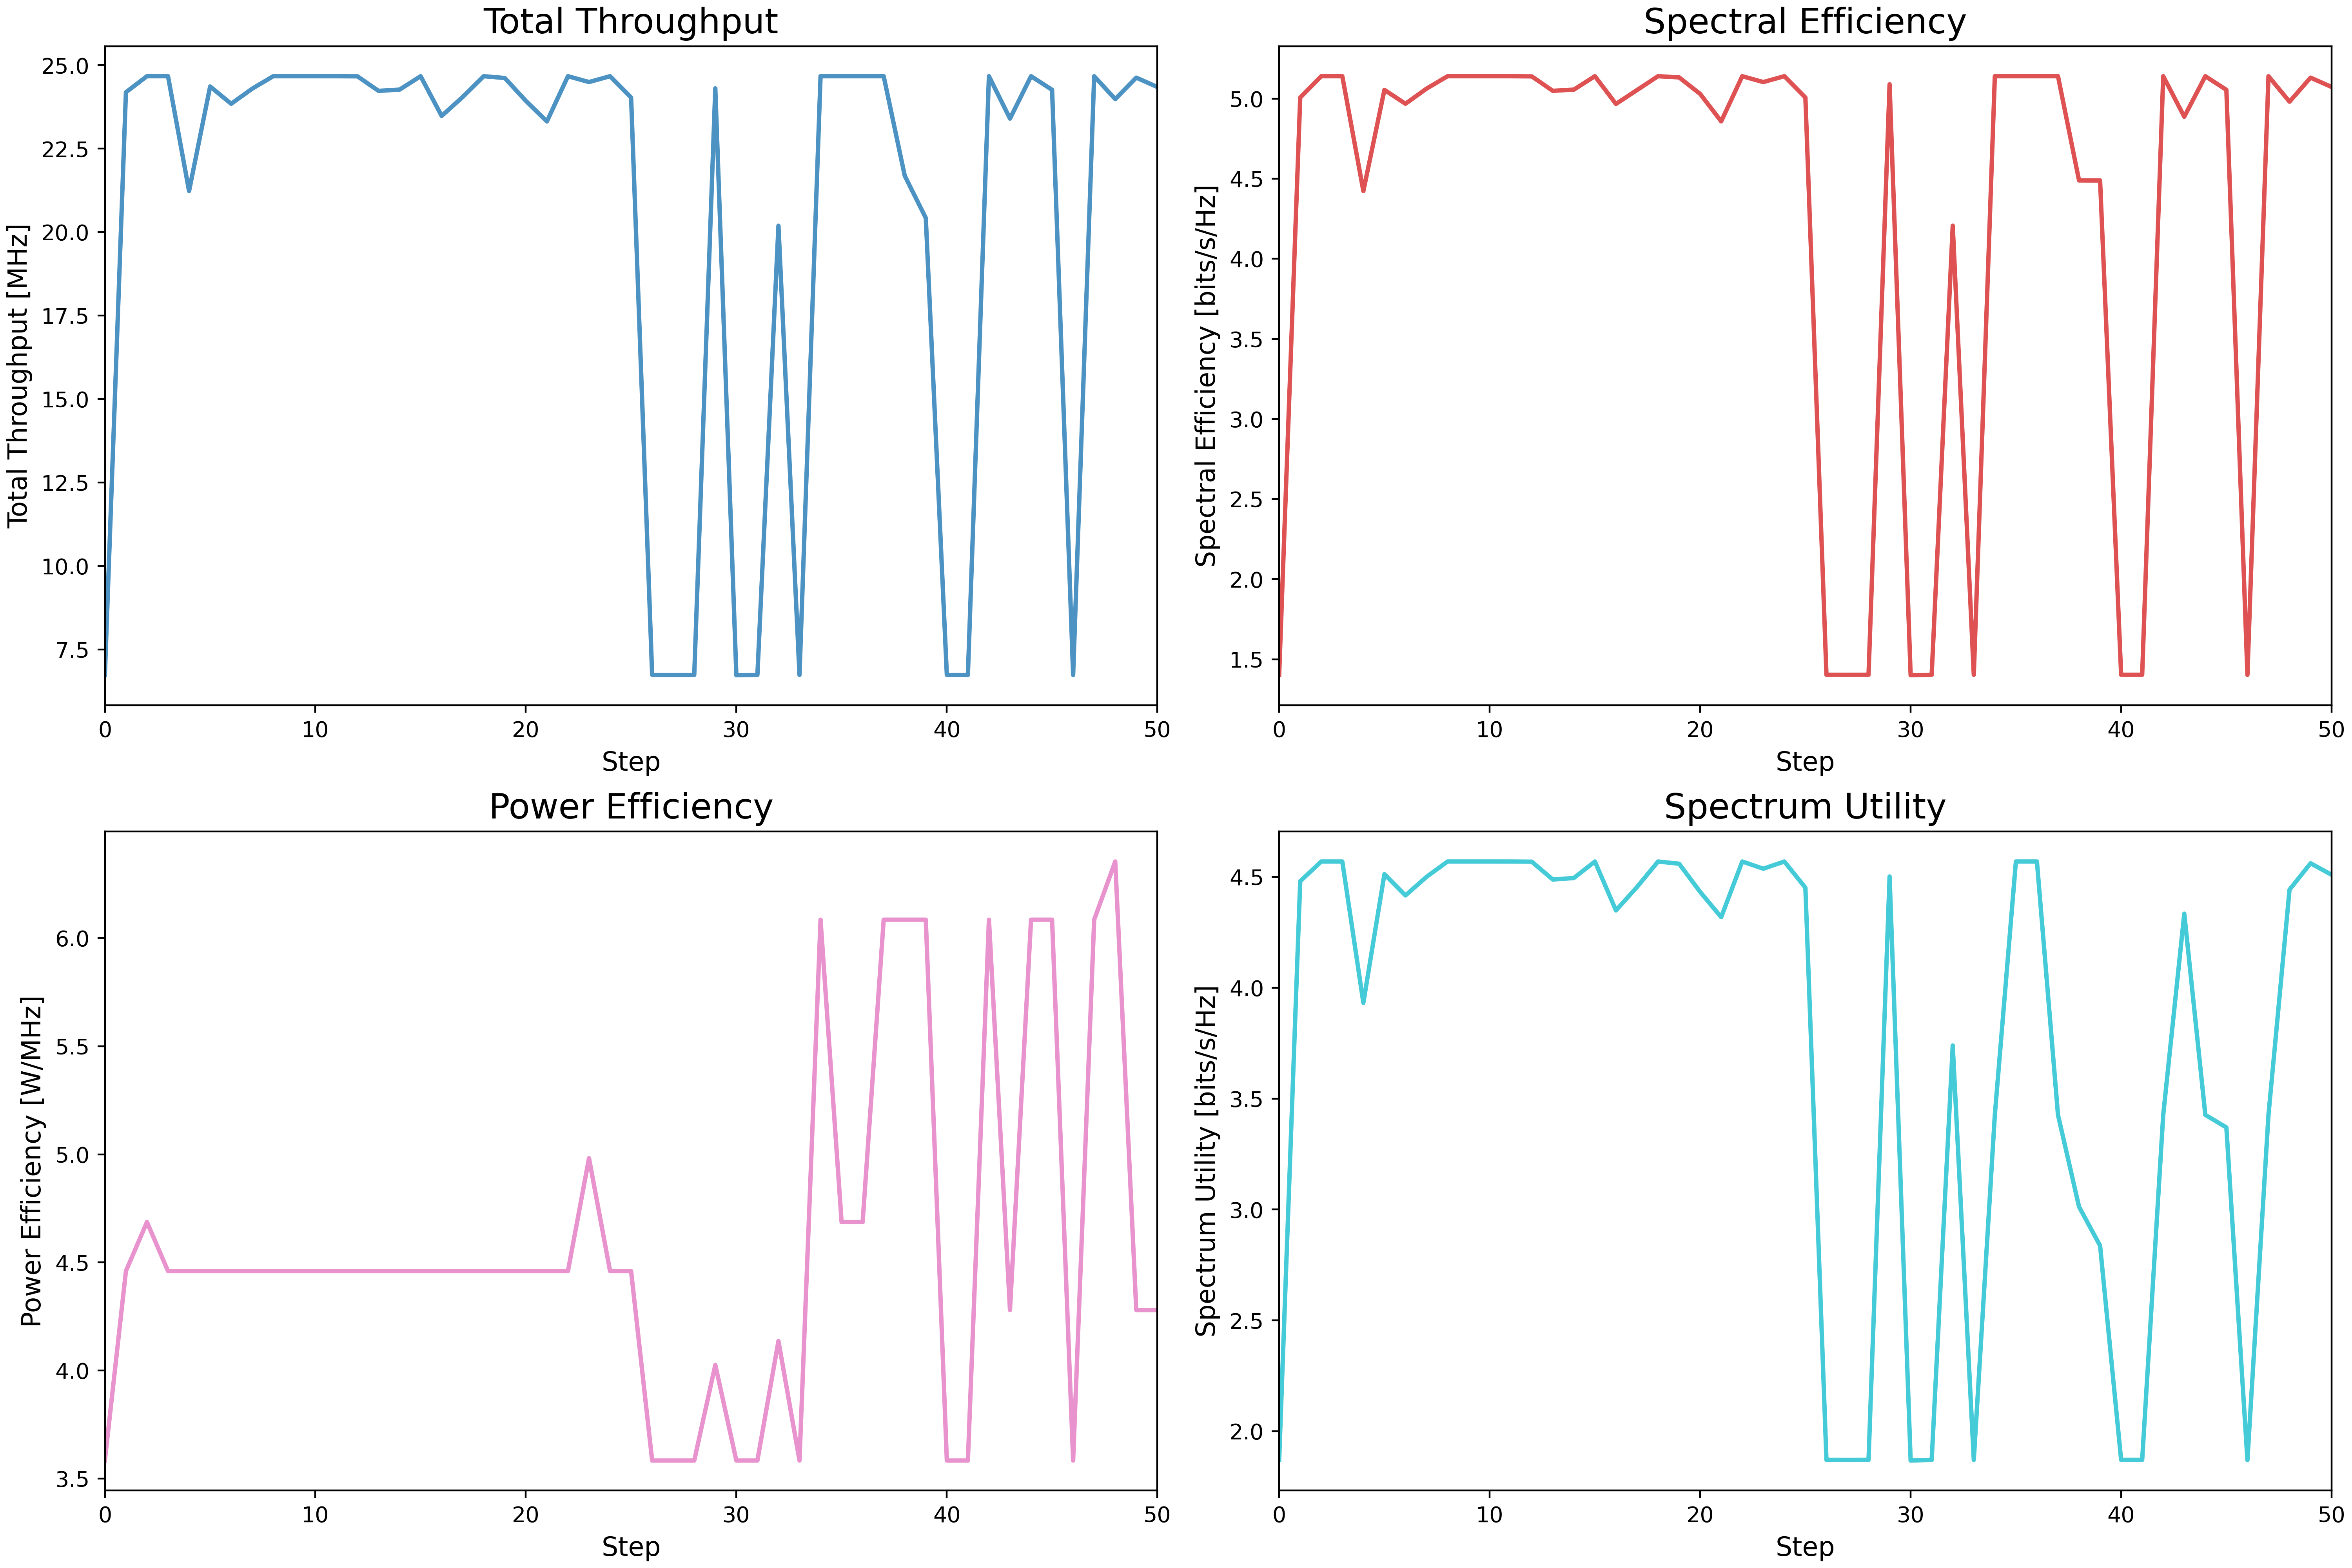 Total Throughput
Total Throughput [MHz]
25.0
22.5
20.0
17.5
15.0
12.5
10.0
7.5
0 10 20 30 40 50
Step
Spectral Efficiency
Spectral Efficiency [bits/s/Hz]
5.0
4.5
4.0
3.5
3.0
2.5
2.0
1.5
0 10 20 30 40 50
Step
Power Efficiency
Power Efficiency [W/MHz]
6.0
5.5
5.0
4.5
4.0
3.5
0 10 20 30 40 50
Step
Spectrum Utility
Spectrum Utility [bits/s/Hz]
4.5
4.0
3.5
3.0
2.5
2.0
0 10 20 30 40 50
Step